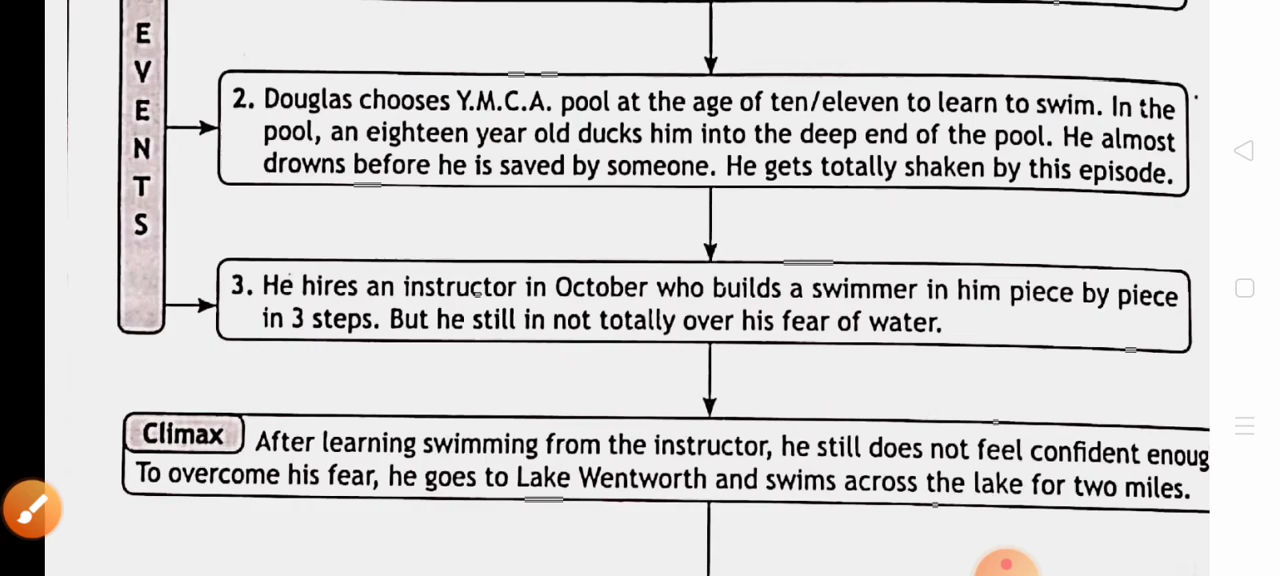 E
V
E
N
T
S
2. Douglas chooses Y.M.C.A. pool at the age of ten/eleven to learn to swim. In the
pool, an eighteen year old ducks him into the deep end of the pool. He almost
drowns before he is saved by someone. He gets totally shaken by this episode.
3. He hires an instructor in October who builds a swimmer in him piece by piece
in 3 steps. But he still in not totally over his fear of water.
Climax
After learning swimming from the instructor, he still does not feel confident enoug
To overcome his fear, he goes to Lake Wentworth and swims across the lake for two miles.